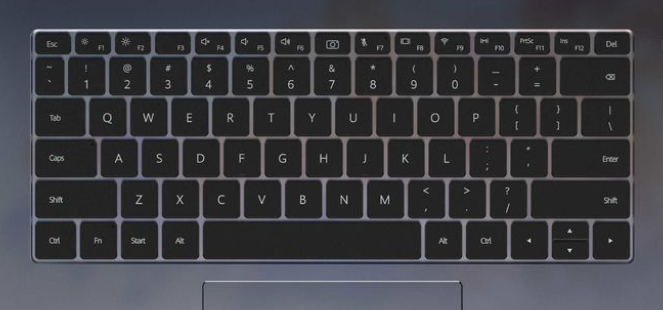 Esc F1 F2 F3 F4 F5 F6 F7 F8 F9 F10 PrtSc F11 Ins F12 Del
~ ` ! 1 @ 2 # 3 $ 4 % 5 ^ 6 & 7 * 8 ( 9 ) 0 _ - + =
Tab Q W E R T Y U I O P { [ } ] | \
Caps A S D F G H J K L : ; " ' Enter
Shift Z X C V B N M < , > . ? / Shift
Ctrl Fn Start Alt Alt Ctrl